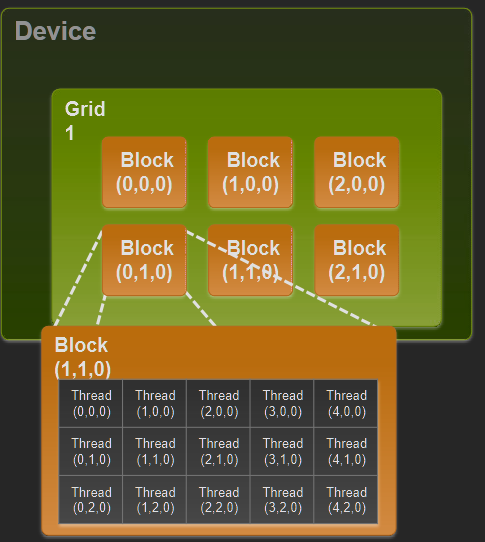 Device
Grid
1
Block
(0,0,0)
Block
(1,0,0)
Block
(2,0,0)
Block
(0,1,0)
Block
(1,1,0)
Block
(2,1,0)
Block
(1,1,0)
Thread
(0,0,0)
Thread
(1,0,0)
Thread
(2,0,0)
Thread
(3,0,0)
Thread
(4,0,0)
Thread
(0,1,0)
Thread
(1,1,0)
Thread
(2,1,0)
Thread
(3,1,0)
Thread
(4,1,0)
Thread
(0,2,0)
Thread
(1,2,0)
Thread
(2,2,0)
Thread
(3,2,0)
Thread
(4,2,0)